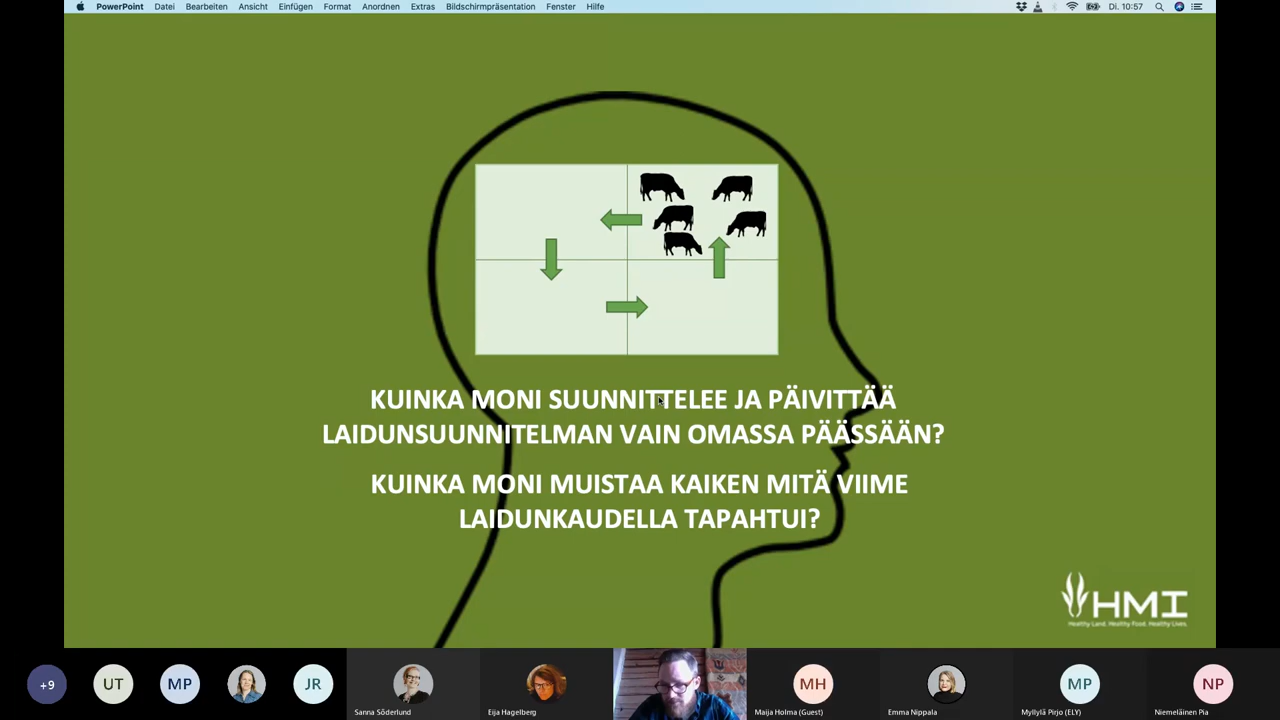 PowerPoint Datei Bearbeiten Ansicht Einfügen Format Anordnen Extras Bildschirmpräsentation Fenster Hilfe Di. 10:57
KUINKA MONI SUUNNITTELEE JA PÄIVITTÄÄ
LAIDUNSUUNNITELMAN VAIN OMASSA PÄÄSSÄÄN?
KUINKA MONI MUISTAA KAIKEN MITÄ VIIME
LAIDUNKAUDELLA TAPAHTUI?
HMI
Healthy Land. Healthy Food. Healthy Lives.
+9 UT MP JR MH MP NP
Sanna Söderlund Eija Hagelberg Maija Holma (Guest) Emma Nippala Myllylä Pirjo (ELY) Niemeläinen Pia